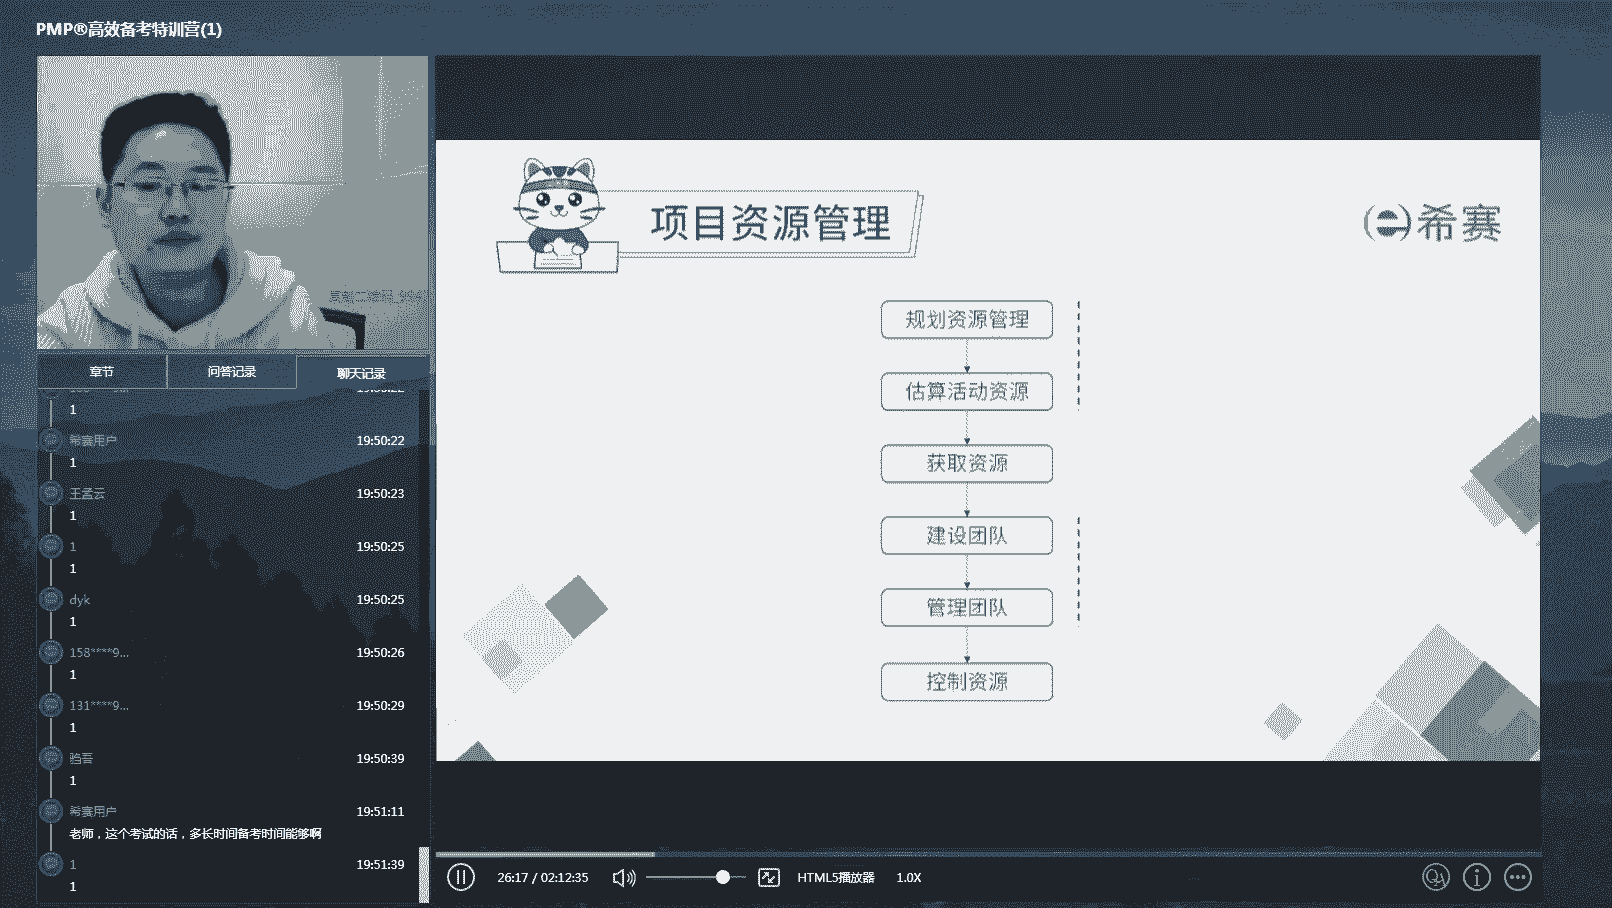 PMP®高效备考特训营(1)
章节
问答记录
聊天记录
1
希赛用户
19:50:22
1
王孟云
19:50:23
1
1
19:50:25
1
dyk
19:50:25
1
158****9...
19:50:26
1
131****9...
19:50:29
1
19:50:39
1
希赛用户
19:51:11
老师，这个考试的话，多长时间备考时间能够啊
1
19:51:39
1
项目资源管理
希赛
规划资源管理
估算活动资源
获取资源
建设团队
管理团队
控制资源
26:17 / 02:12:35
HTML5播放器
1.0X